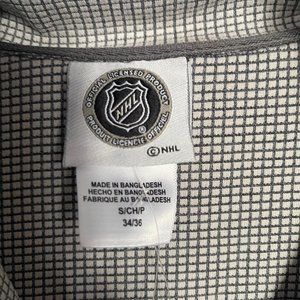 OFFICIAL LICENSED PRODUCT
NHL
PRODUIT LICENCIÉ OFFICIEL
© NHL
MADE IN BANGLADESH
HECHO EN BANGLADESH
FABRIQUE AU BANGLADESH
S/CH/P
34/36